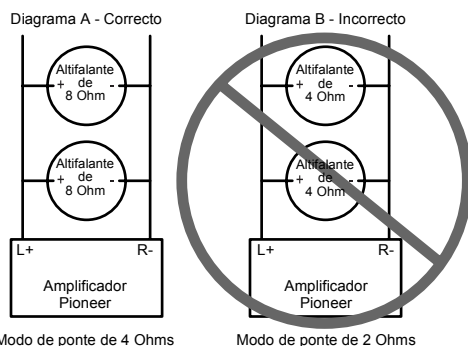 Diagrama A - Correcto
Altifalante
de
+ 8 Ohm -
Altifalante
de
+ 8 Ohm -
L+ R-
Amplificador
Pioneer
Modo de ponte de 4 Ohms
Diagrama B - Incorrecto
Altifalante
de
+ 4 Ohm -
Altifalante
de
+ 4 Ohm -
L+ R-
Amplificador
Pioneer
Modo de ponte de 2 Ohms